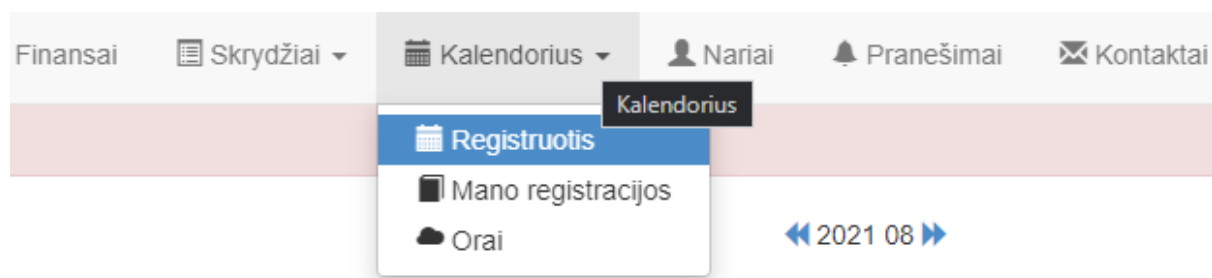 Finansai Skrydžiai Kalendorius Nariai Pranešimai Kontaktai
Kalendorius
Registruotis
Mano registracijos
Orai
2021 08